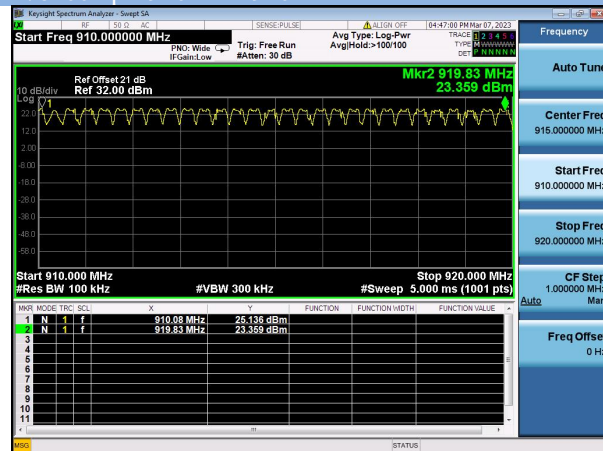 Keysight Spectrum Analyzer - Swept SA
RF 50 Ω AC SENSE:PULSE ALIGN OFF 04:47:00 PM Mar 07, 2023
Start Freq 910.000000 MHz
PNO: Wide
IFGain:Low
Trig: Free Run
#Atten: 30 dB
Avg Type: Log-Pwr
Avg|Hold:>100/100
TRACE 1 2 3 4 5 6
TYPE M WWWWW
DET P N N N N N
Frequency
Auto Tune
Center Freq
915.000000 MHz
Start Freq
910.000000 MHz
Stop Freq
920.000000 MHz
CF Step
1.000000 MHz
Auto Man
Freq Offset
0 Hz
Ref Offset 21 dB
10 dB/div Ref 32.00 dBm
Log
Mkr2 919.83 MHz
23.359 dBm
1
22.0
12.0
2.00
-8.00
-18.0
-28.0
-38.0
-48.0
-58.0
Start 910.000 MHz Stop 920.000 MHz
#Res BW 100 kHz #VBW 300 kHz #Sweep 5.000 ms (1001 pts)
MKR MODE TRC SCL X Y FUNCTION FUNCTION WIDTH FUNCTION VALUE
1 N 1 f 910.08 MHz 25.136 dBm
2 N 1 f 919.83 MHz 23.359 dBm
3
4
5
6
7
8
9
10
11
MSG STATUS